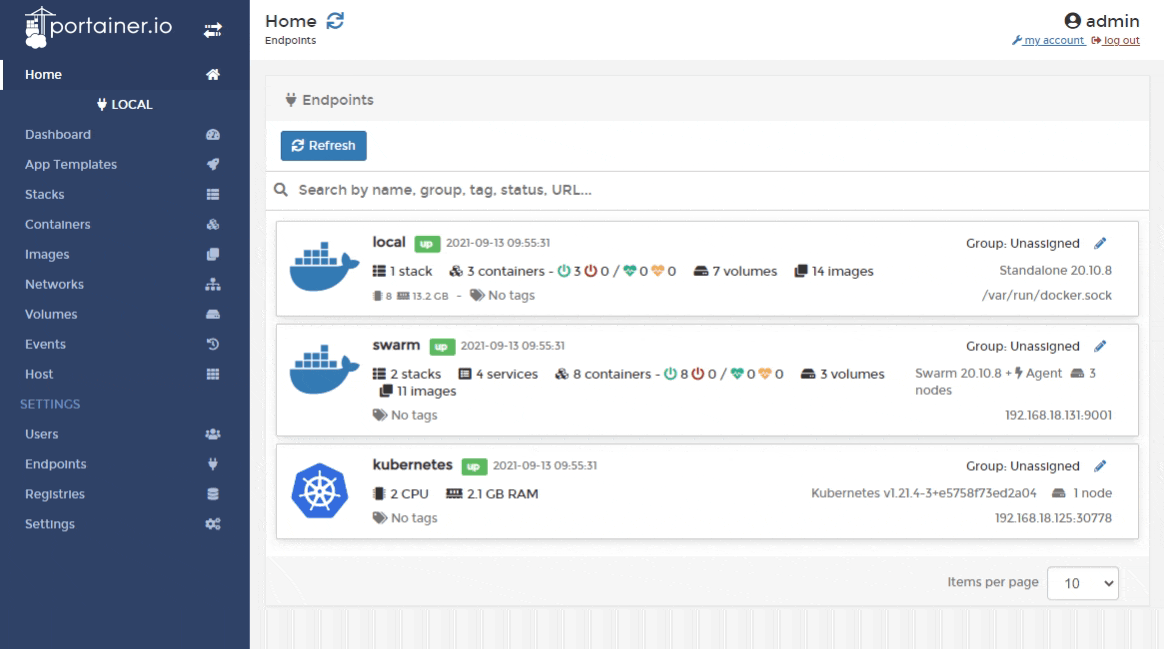 portainer.io
Home
LOCAL
Dashboard
App Templates
Stacks
Containers
Images
Networks
Volumes
Events
Host
SETTINGS
Users
Endpoints
Registries
Settings
Home
Endpoints
admin
my account log out
Endpoints
Refresh
Search by name, group, tag, status, URL...
local up 2021-09-13 09:55:31 Group: Unassigned
1 stack 3 containers - 3 0 / 0 0 7 volumes 14 images Standalone 20.10.8
8 13.2 GB - No tags /var/run/docker.sock
swarm up 2021-09-13 09:55:31 Group: Unassigned
2 stacks 4 services 8 containers - 8 0 / 0 0 3 volumes
11 images
Swarm 20.10.8 + Agent 3
nodes
No tags 192.168.18.131:9001
kubernetes up 2021-09-13 09:55:31 Group: Unassigned
2 CPU 2.1 GB RAM Kubernetes v1.21.4-3+e5758f73ed2a04 1 node
No tags 192.168.18.125:30778
Items per page 10